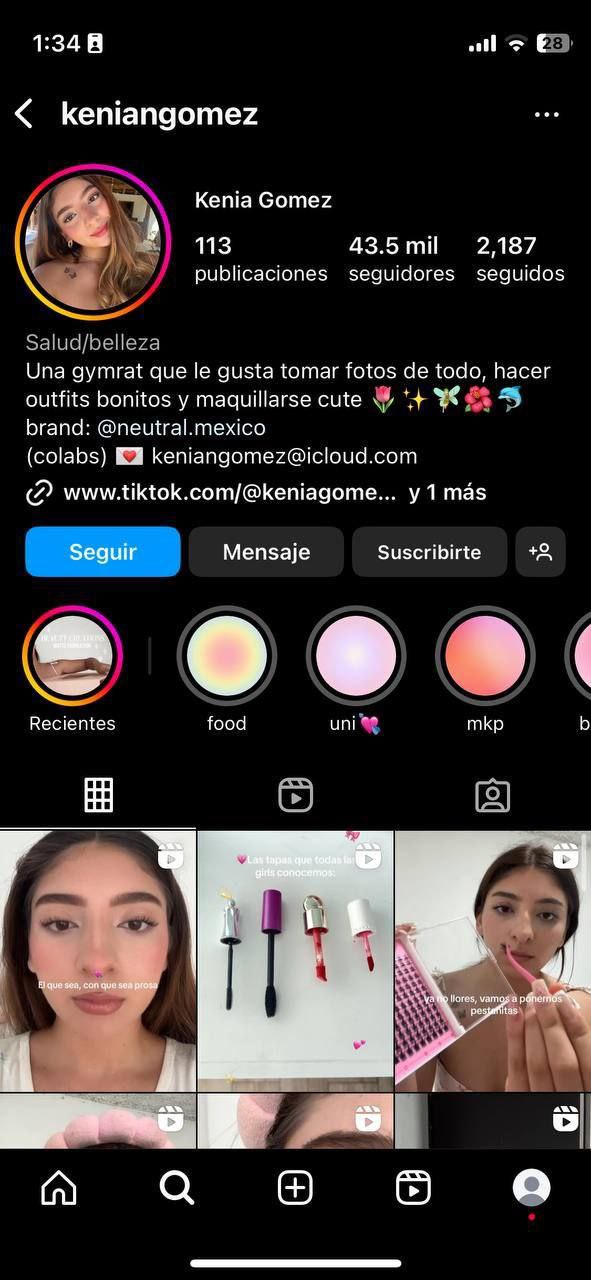 1:34
28
keniangomez
Kenia Gomez
113
43.5 mil
2,187
publicaciones
seguidores
seguidos
Salud/belleza
Una gymrat que le gusta tomar fotos de todo, hacer
outfits bonitos y maquillarse cute 🌷✨🧚🌺🐬
brand: @neutral.mexico
(colabs) 💌 keniangomez@icloud.com
www.tiktok.com/@keniagome... y 1 más
Seguir
Mensaje
Suscribirte
BEAUTY CREATIONS
Recientes
food
uni💘
mkp
b
El que sea, con que sea prosa
💗Las tapas que todas las
girls conocemos:
ya no llores, vamos a ponernos
pestañitas